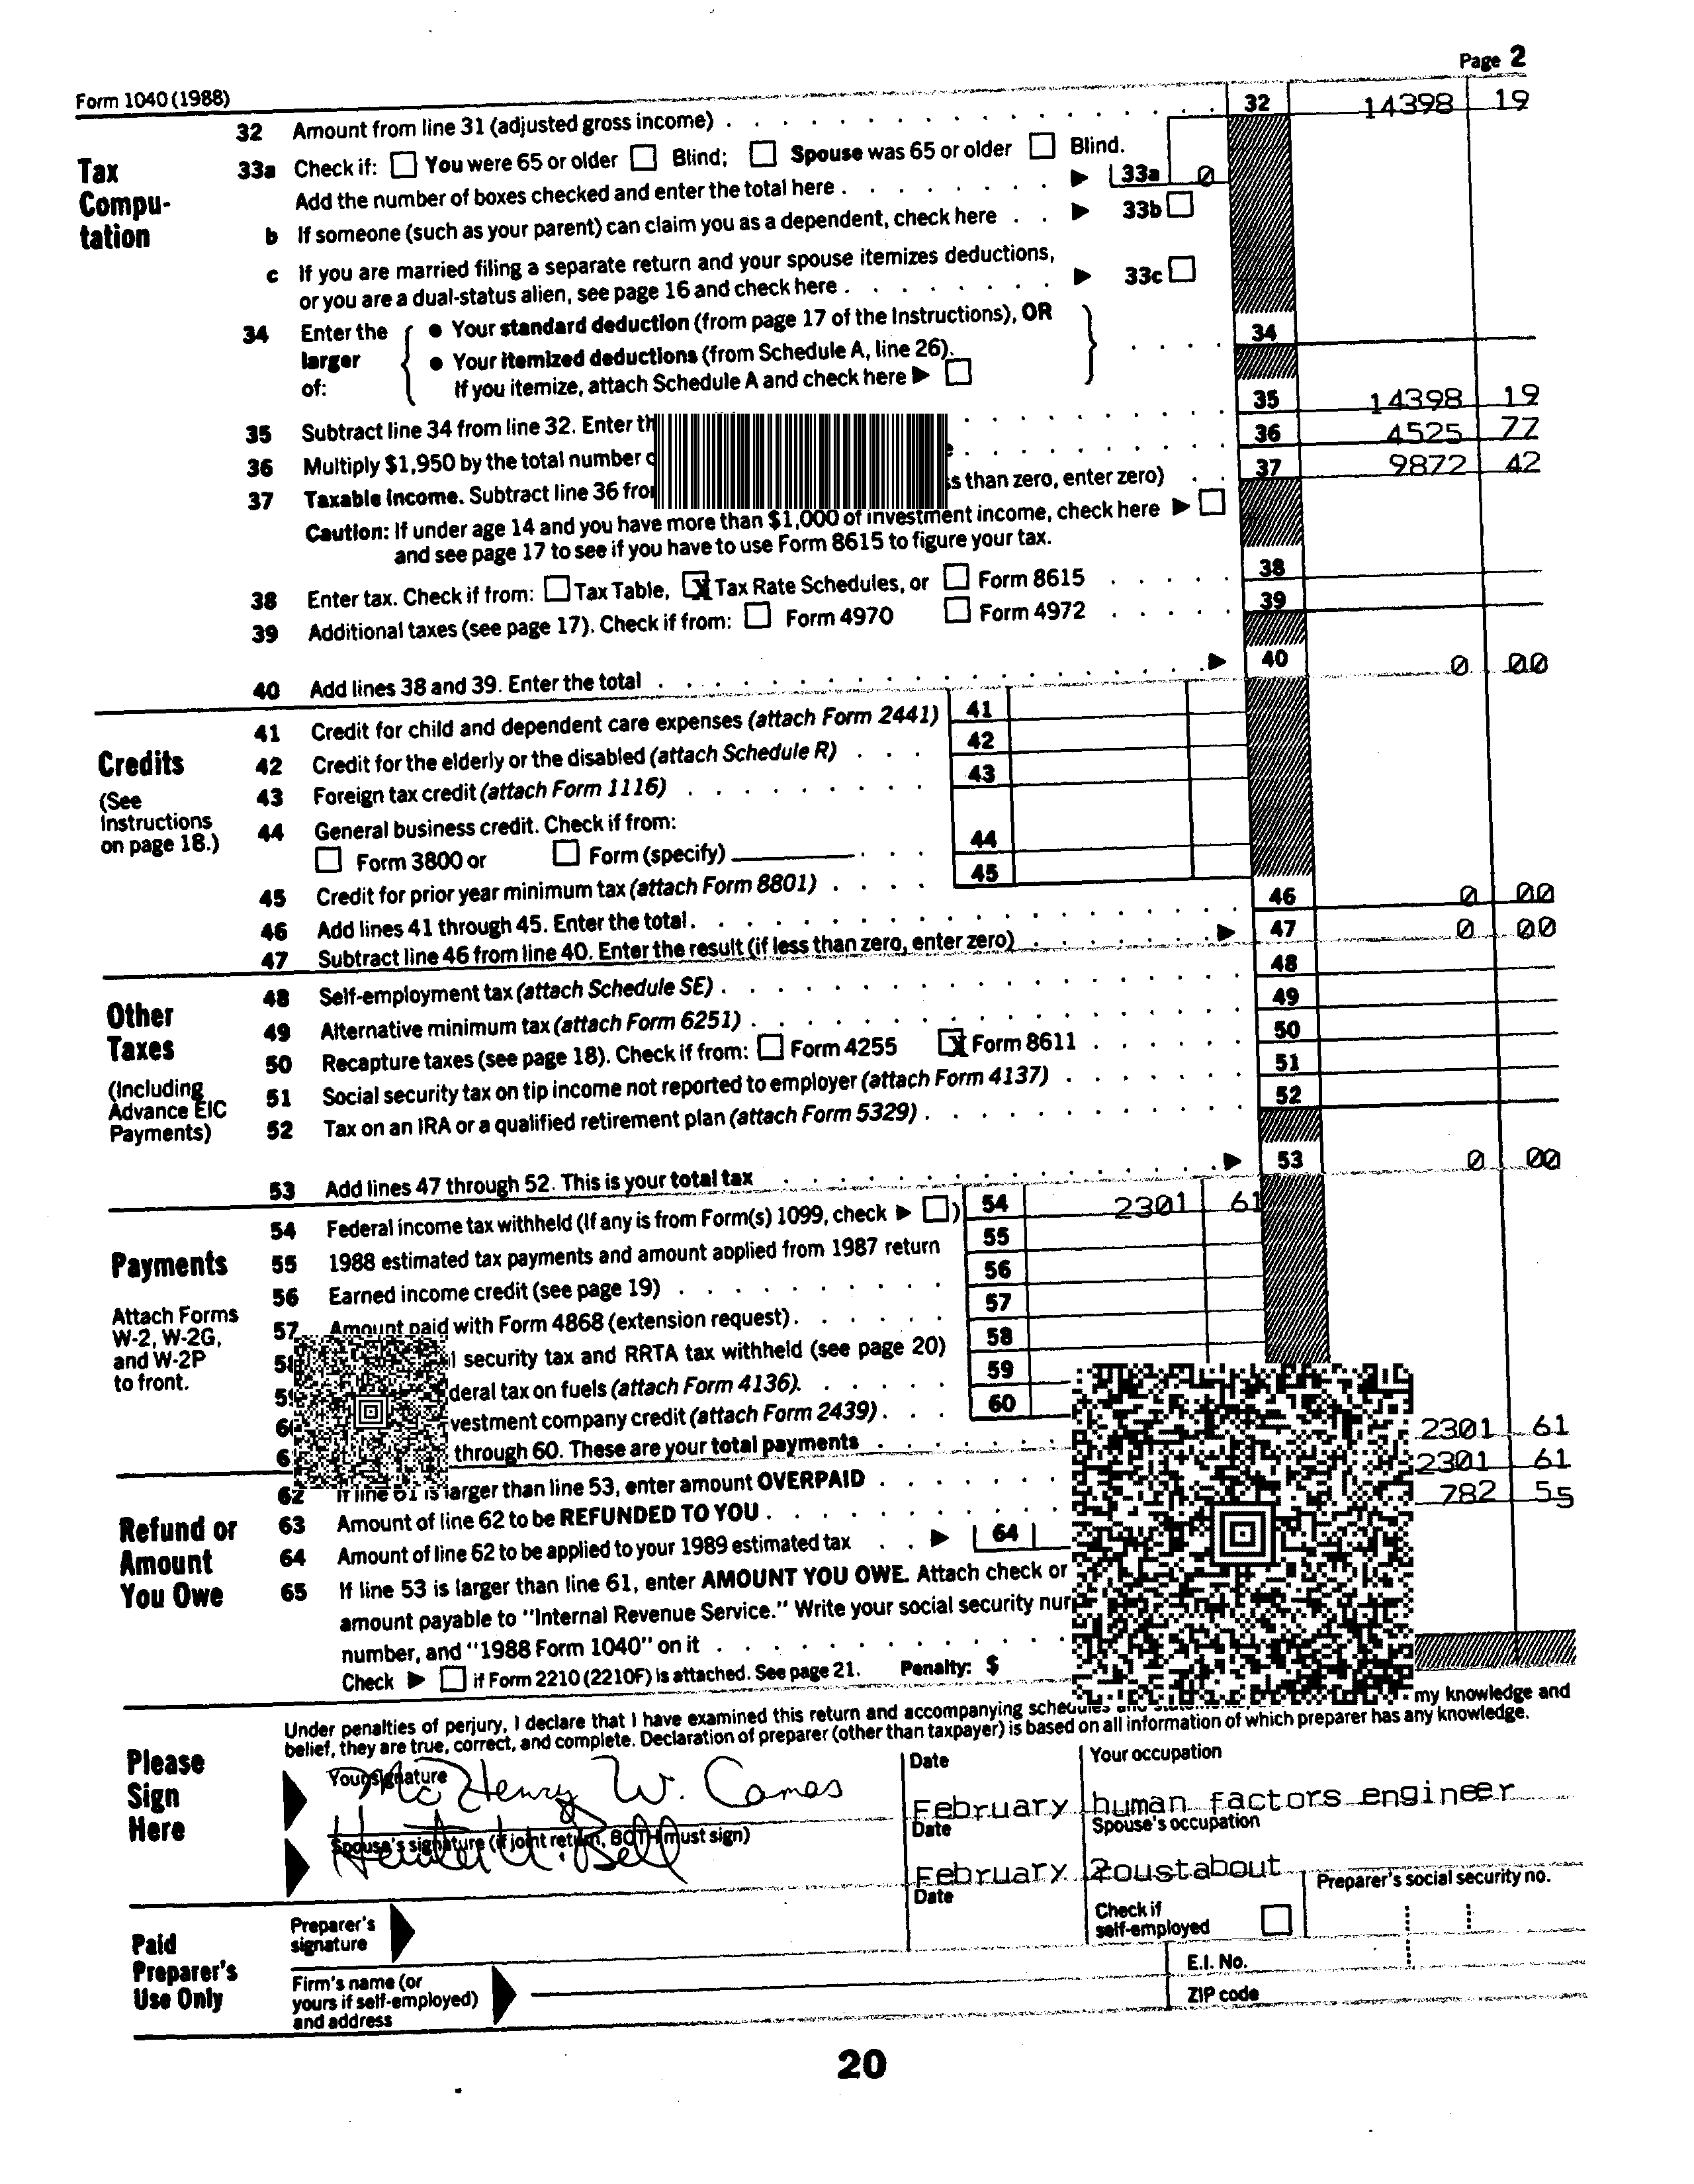 Page 2
Form 1040 (1988)
32 Amount from line 31 (adjusted gross income) 32 14398 19
Tax Compu-tation
33a Check if: You were 65 or older Blind; Spouse was 65 or older Blind.
Add the number of boxes checked and enter the total here 33a 0
b If someone (such as your parent) can claim you as a dependent, check here 33b
c If you are married filing a separate return and your spouse itemizes deductions,
or you are a dual-status alien, see page 16 and check here 33c
34 Enter the larger of:
• Your standard deduction (from page 17 of the Instructions), OR
• Your itemized deductions (from Schedule A, line 26).
If you itemize, attach Schedule A and check here
34
35 Subtract line 34 from line 32. Enter 35 14398 19
36 Multiply $1,950 by the total number 36 4525 77
37 Taxable income. Subtract line 36 than zero, enter zero) 37 9872 42
Caution: If under age 14 and you have more than $1,000 of investment income, check here
and see page 17 to see if you have to use Form 8615 to figure your tax.
38 Enter tax. Check if from: Tax Table, X Tax Rate Schedules, or Form 8615 38
39 Additional taxes (see page 17). Check if from: Form 4970 Form 4972 39
40 Add lines 38 and 39. Enter the total 40 0 00
Credits
(See Instructions on page 18.)
41 Credit for child and dependent care expenses (attach Form 2441) 41
42 Credit for the elderly or the disabled (attach Schedule R) 42
43 Foreign tax credit (attach Form 1116) 43
44 General business credit. Check if from:
Form 3800 or Form (specify) 44
45 Credit for prior year minimum tax (attach Form 8801) 45
46 Add lines 41 through 45. Enter the total 46 0 00
47 Subtract line 46 from line 40. Enter the result (if less than zero, enter zero) 47 0 00
Other Taxes
(Including Advance EIC Payments)
48 Self-employment tax (attach Schedule SE) 48
49 Alternative minimum tax (attach Form 6251) 49
50 Recapture taxes (see page 18). Check if from: Form 4255 X Form 8611 50
51 Social security tax on tip income not reported to employer (attach Form 4137) 51
52 Tax on an IRA or a qualified retirement plan (attach Form 5329) 52
53 Add lines 47 through 52. This is your total tax 53 0 00
Payments
Attach Forms W-2, W-2G, and W-2P to front.
54 Federal income tax withheld (If any is from Form(s) 1099, check ) 54 2301 61
55 1988 estimated tax payments and amount applied from 1987 return 55
56 Earned income credit (see page 19) 56
57 Amount paid with Form 4868 (extension request) 57
security tax and RRTA tax withheld (see page 20) 58
tax on fuels (attach Form 4136) 59
company credit (attach Form 2439) 60
through 60. These are your total payments 2301 61
62 If line 61 is larger than line 53, enter amount OVERPAID 2301 61
Refund or Amount You Owe
63 Amount of line 62 to be REFUNDED TO YOU 782 55
64 Amount of line 62 to be applied to your 1989 estimated tax 64
65 If line 53 is larger than line 61, enter AMOUNT YOU OWE. Attach check or
amount payable to "Internal Revenue Service." Write your social security
number, and "1988 Form 1040" on it
Check if Form 2210 (2210F) is attached. See page 21. Penalty: $
Under penalties of perjury, I declare that I have examined this return and accompanying schedules and my knowledge and
belief, they are true, correct, and complete. Declaration of preparer (other than taxpayer) is based on all information of which preparer has any knowledge.
Please Sign Here
Your signature Date Your occupation
McHenry W. Camas February human factors engineer
Spouse's signature (if joint return, BOTH must sign) Date Spouse's occupation
Bell February roustabout
Paid Preparer's Use Only
Preparer's signature Date Check if self-employed Preparer's social security no.
Firm's name (or yours if self-employed) and address E.I. No.
ZIP code
20